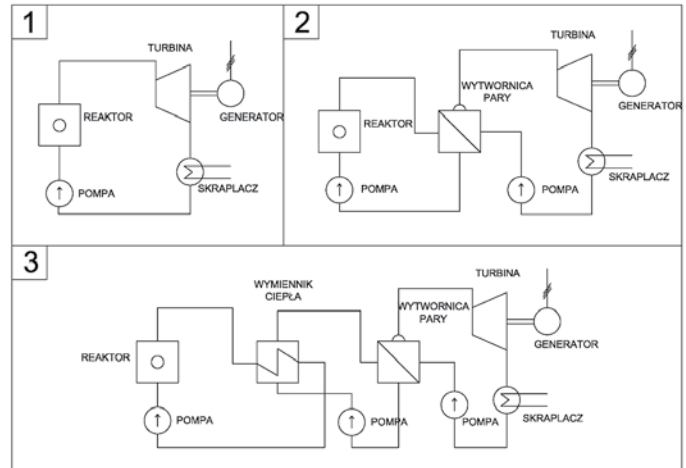 1
TURBINA
REAKTOR
GENERATOR
POMPA
SKRAPLACZ
2
TURBINA
WYTWORNICA
PARY
REAKTOR
GENERATOR
POMPA
POMPA
SKRAPLACZ
3
WYMIENNIK
CIEPŁA
TURBINA
WYTWORNICA
PARY
REAKTOR
GENERATOR
POMPA
POMPA
POMPA
SKRAPLACZ